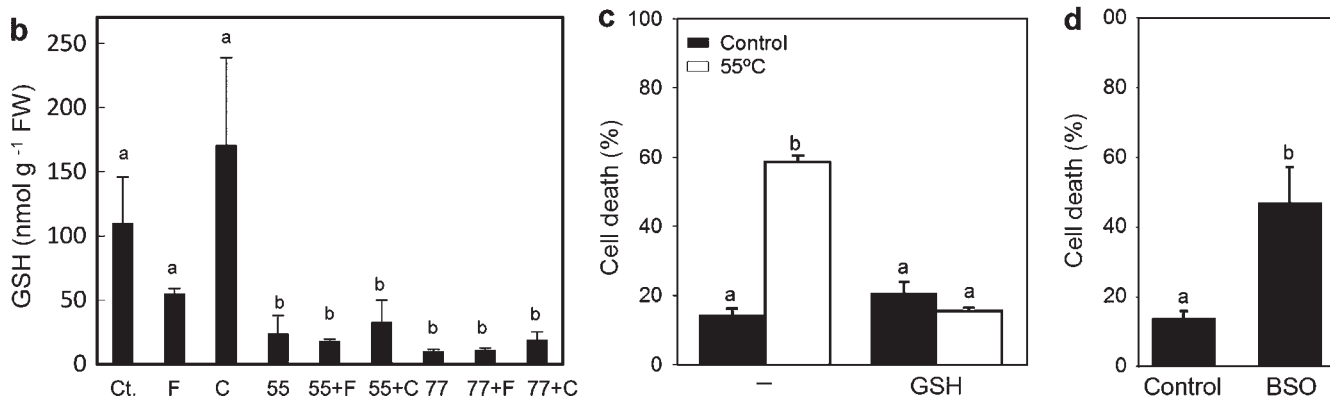 b
GSH (nmol g -1 FW)
250
200
150
100
50
0
a
a
a
b
b
b
b
b
b
Ct.
F
C
55
55+F
55+C
77
77+F
77+C
c
Cell death (%)
100
80
60
40
20
0
Control
55ºC
a
b
a
a
–
GSH
d
Cell death (%)
00
80
60
40
20
0
a
b
Control
BSO